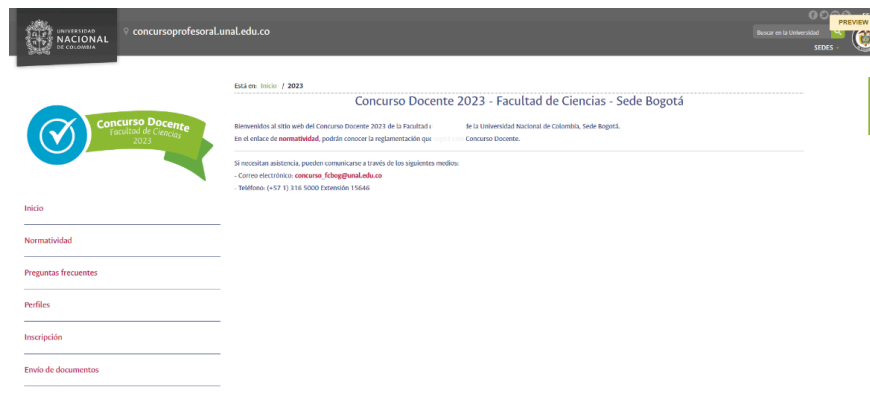 UNIVERSIDAD
NACIONAL
DE COLOMBIA
concursoprofesoral.unal.edu.co
Buscar en la Universidad
PREVIEW
SEDES
Está en: Inicio / 2023
Concurso Docente 2023 - Facultad de Ciencias - Sede Bogotá
Concurso Docente
Facultad de Ciencias
2023
Bienvenidos al sitio web del Concurso Docente 2023 de la Facultad de la Universidad Nacional de Colombia, Sede Bogotá.
En el enlace de normatividad, podrán conocer la reglamentación que Concurso Docente.
Si necesitan asistencia, pueden comunicarse a través de los siguientes medios:
- Correo electrónico: concurso_fcbog@unal.edu.co
- Teléfono: (+57 1) 316 5000 Extensión 15646
Inicio
Normatividad
Preguntas frecuentes
Perfiles
Inscripción
Envío de documentos